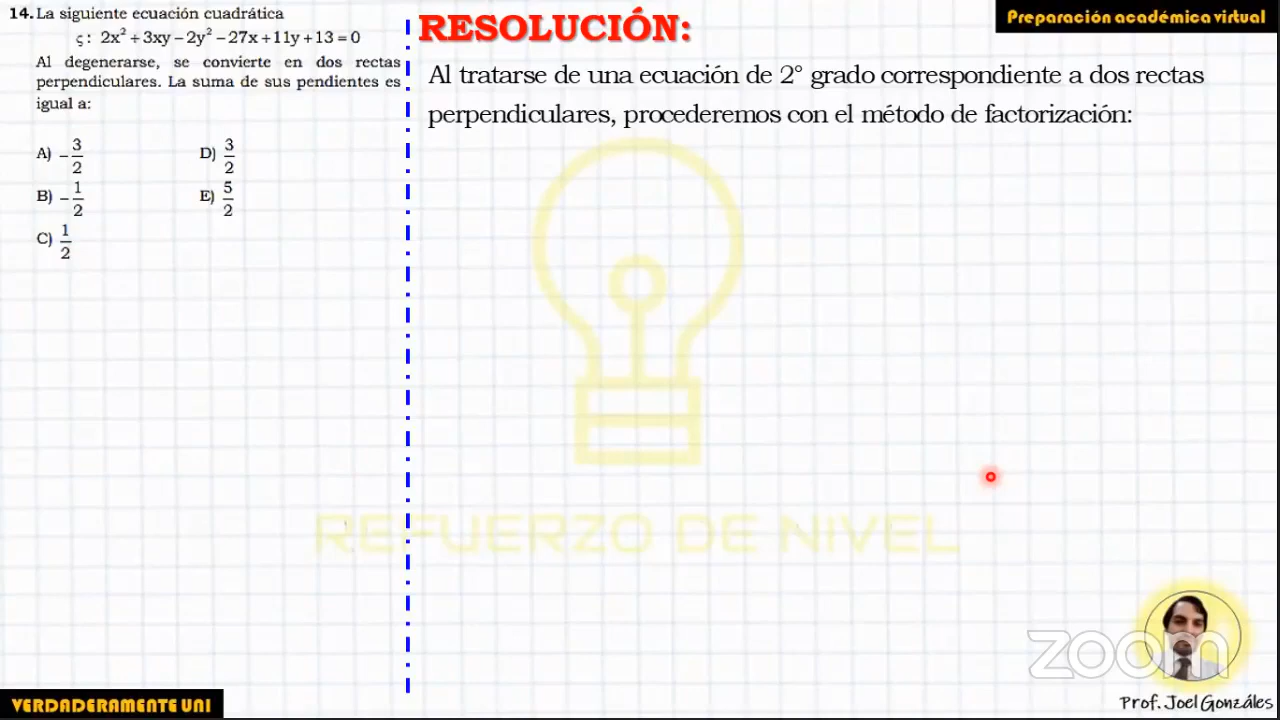 14. La siguiente ecuación cuadrática
ς: 2x² + 3xy – 2y² – 27x + 11y + 13 = 0
Al degenerarse, se convierte en dos rectas
perpendiculares. La suma de sus pendientes es
igual a:
A) –3/2 D) 3/2
B) –1/2 E) 5/2
C) 1/2
RESOLUCIÓN:
Preparación académica virtual
Al tratarse de una ecuación de 2° grado correspondiente a dos rectas
perpendiculares, procederemos con el método de factorización:
REFUERZO DE NIVEL
zoom
Prof. Joel Gonzáles
VERDADERAMENTE UNI